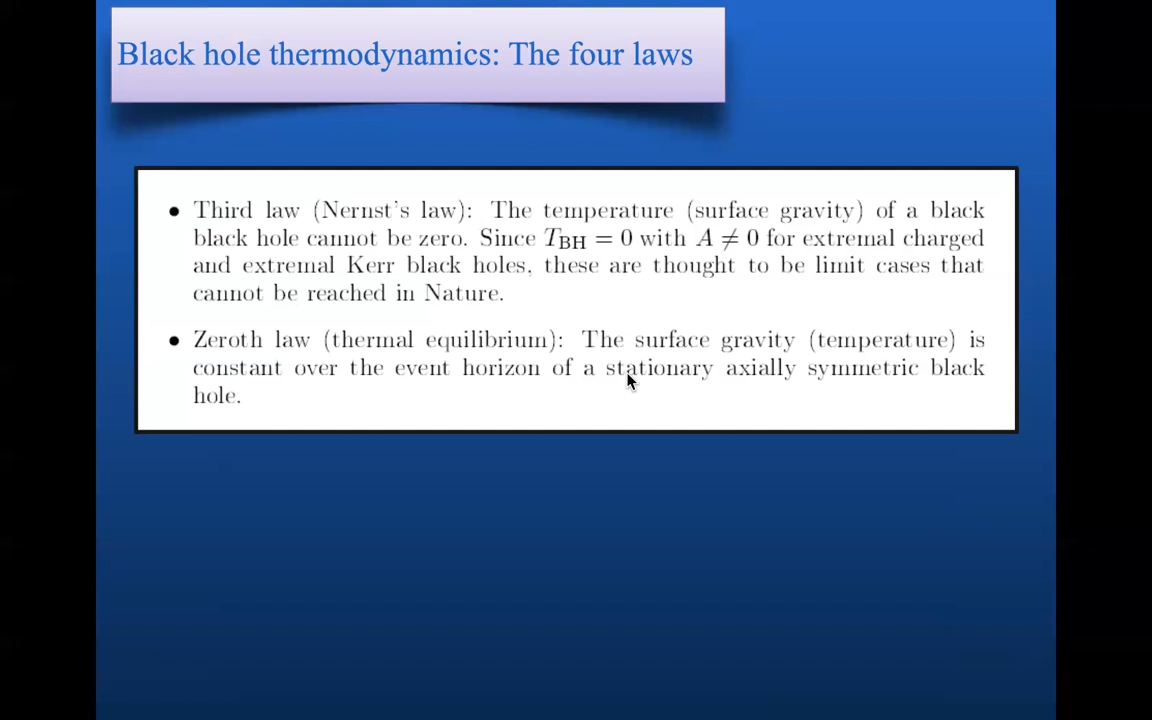 Black hole thermodynamics: The four laws
• Third law (Nernst's law): The temperature (surface gravity) of a black
black hole cannot be zero. Since T_BH = 0 with A ≠ 0 for extremal charged
and extremal Kerr black holes, these are thought to be limit cases that
cannot be reached in Nature.
• Zeroth law (thermal equilibrium): The surface gravity (temperature) is
constant over the event horizon of a stationary axially symmetric black
hole.